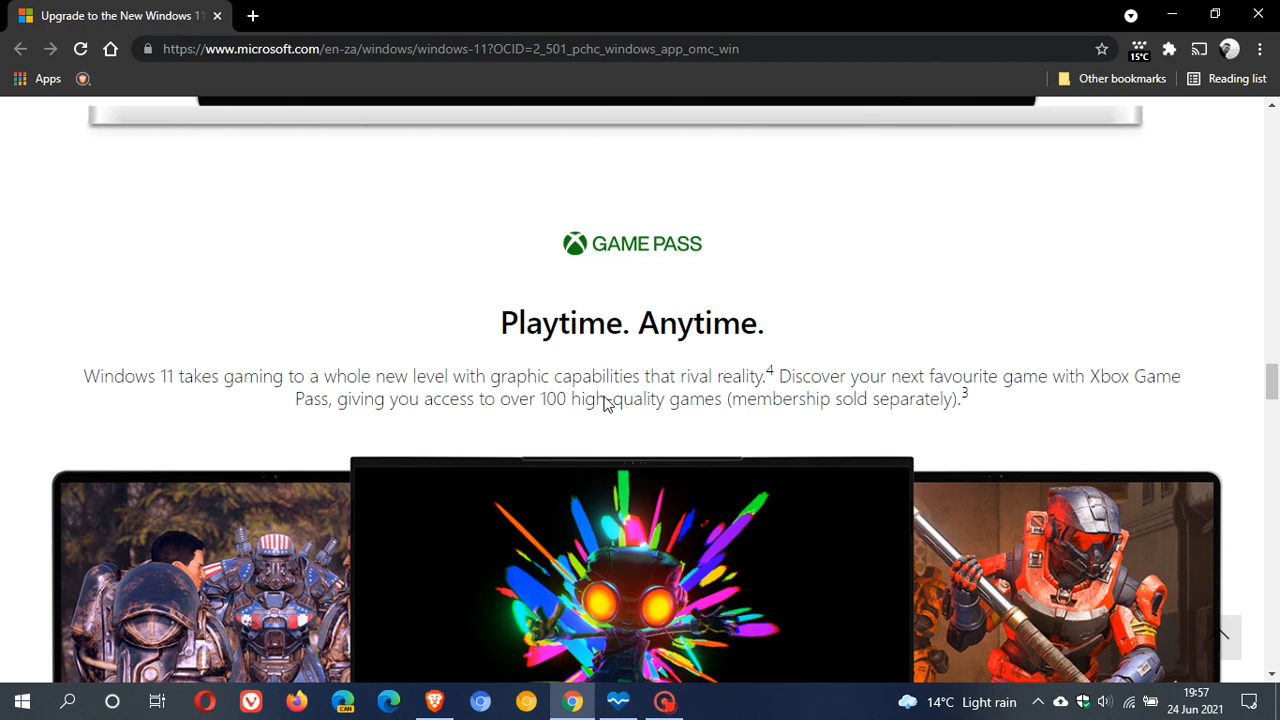 Upgrade to the New Windows 11
https://www.microsoft.com/en-za/windows/windows-11?OCID=2_501_pchc_windows_app_omc_win
15°C
Apps
Other bookmarks
Reading list
GAME PASS
Playtime. Anytime.
Windows 11 takes gaming to a whole new level with graphic capabilities that rival reality.4 Discover your next favourite game with Xbox Game
Pass, giving you access to over 100 high-quality games (membership sold separately).3
CAN
14°C Light rain
19:57
24 Jun 2021